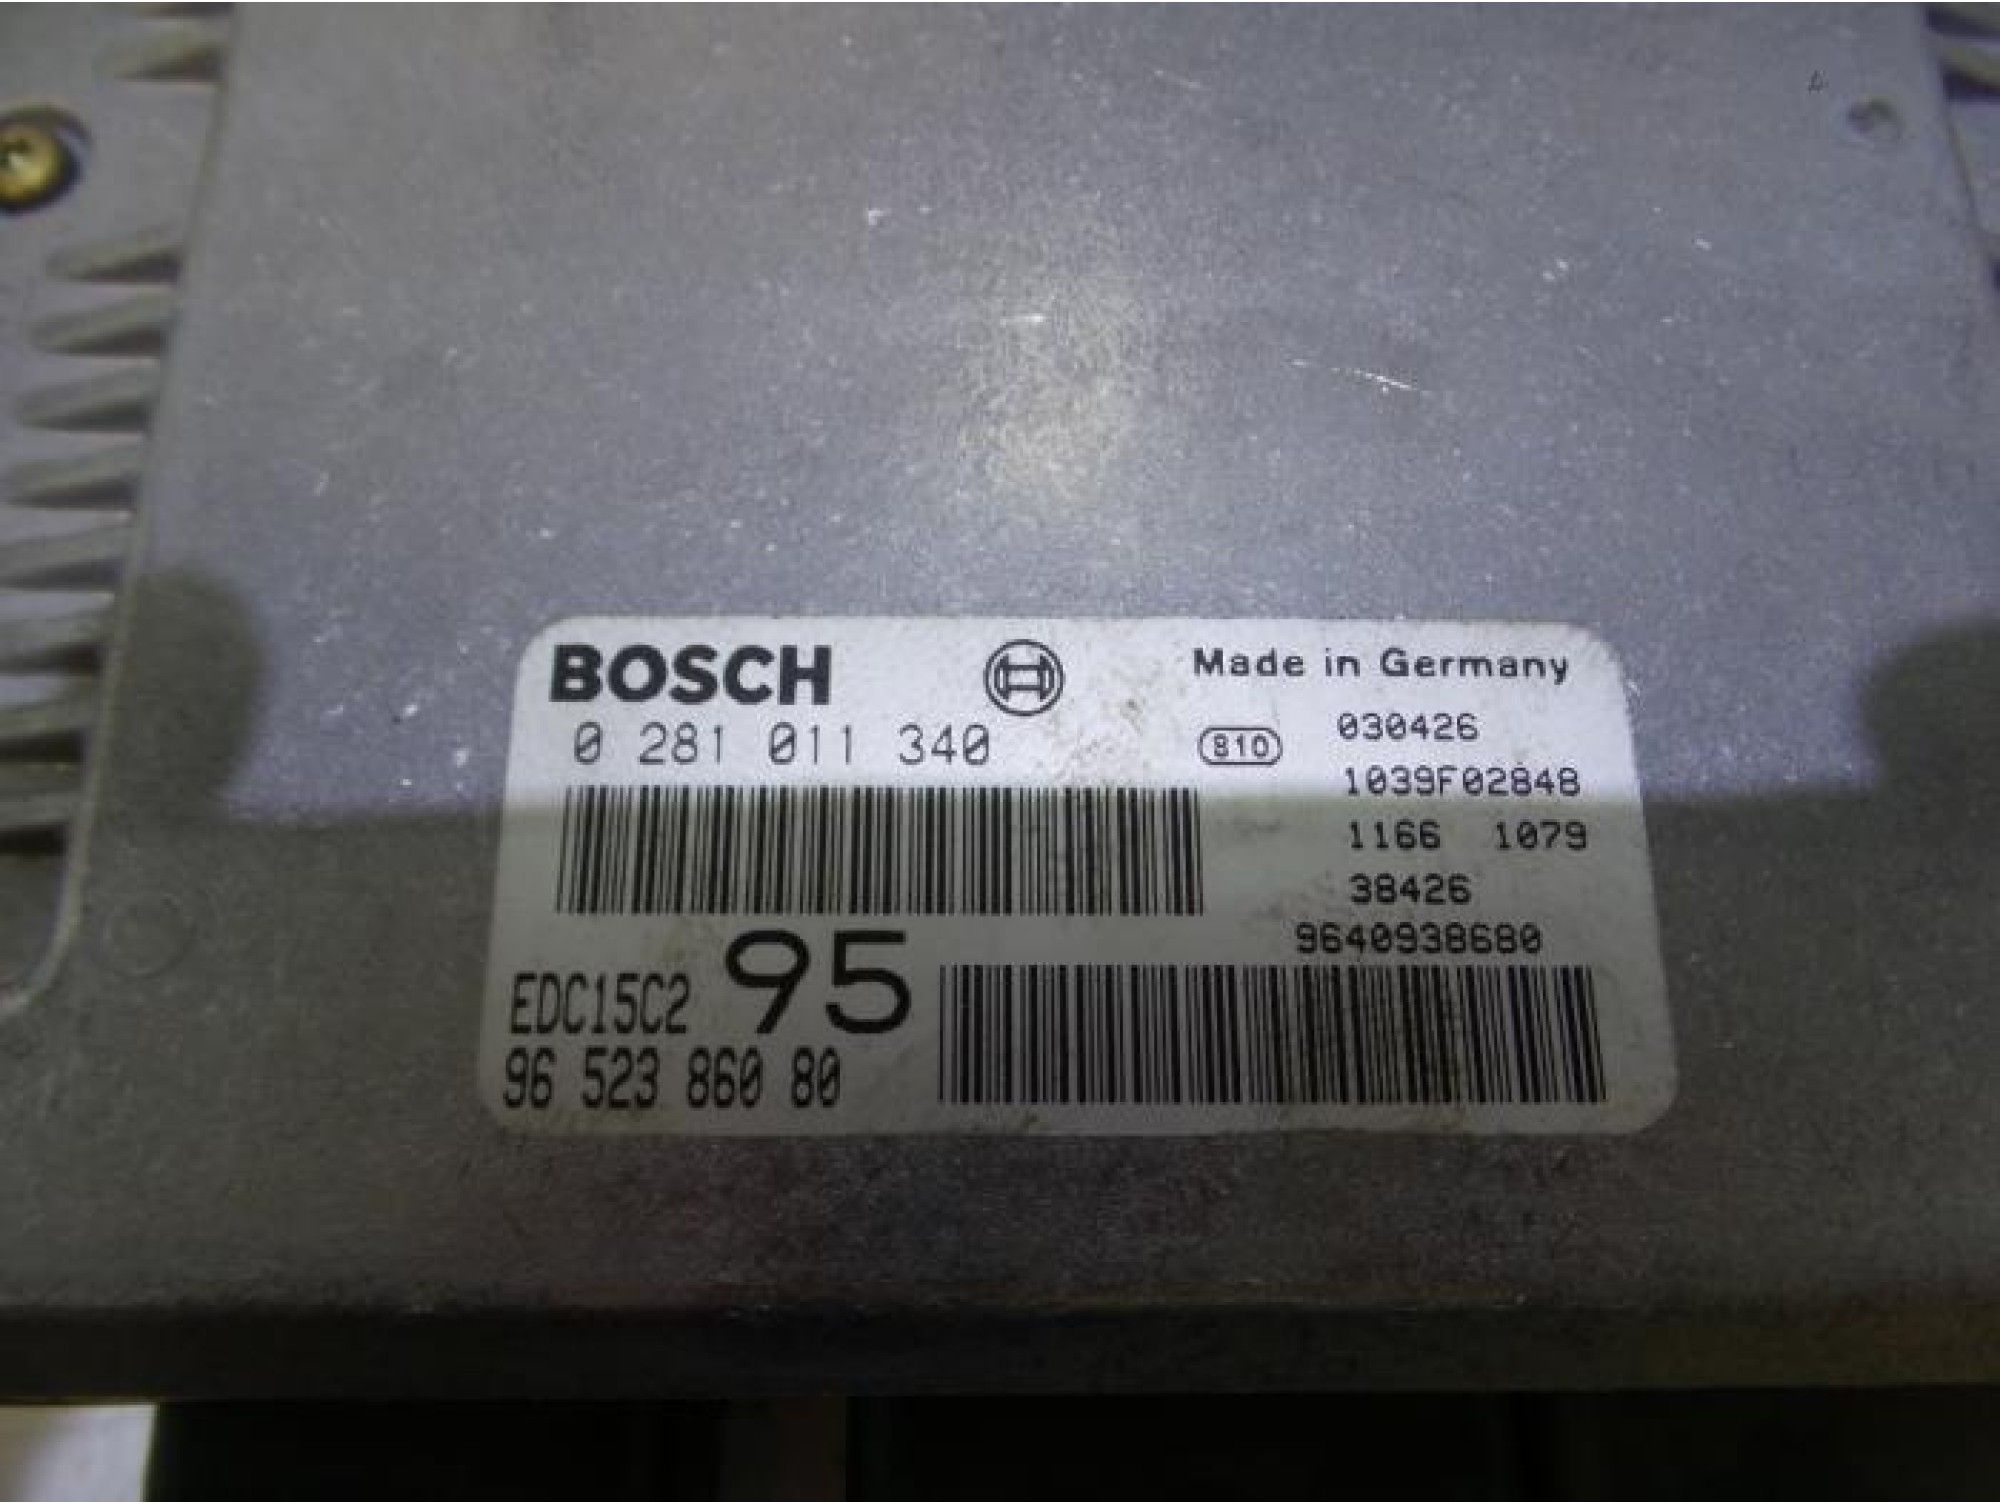 BOSCH
Made in Germany
0 281 011 340
810
030426
1039F02848
1166 1079
38426
9640938680
EDC15C2 95
96 523 860 80